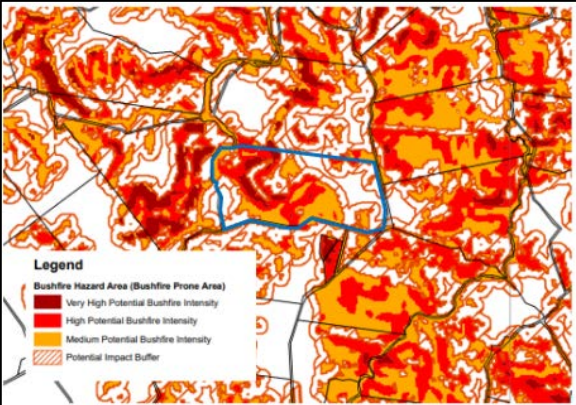 Legend
Bushfire Hazard Area (Bushfire Prone Area)
Very High Potential Bushfire Intensity
High Potential Bushfire Intensity
Medium Potential Bushfire Intensity
Potential Impact Buffer